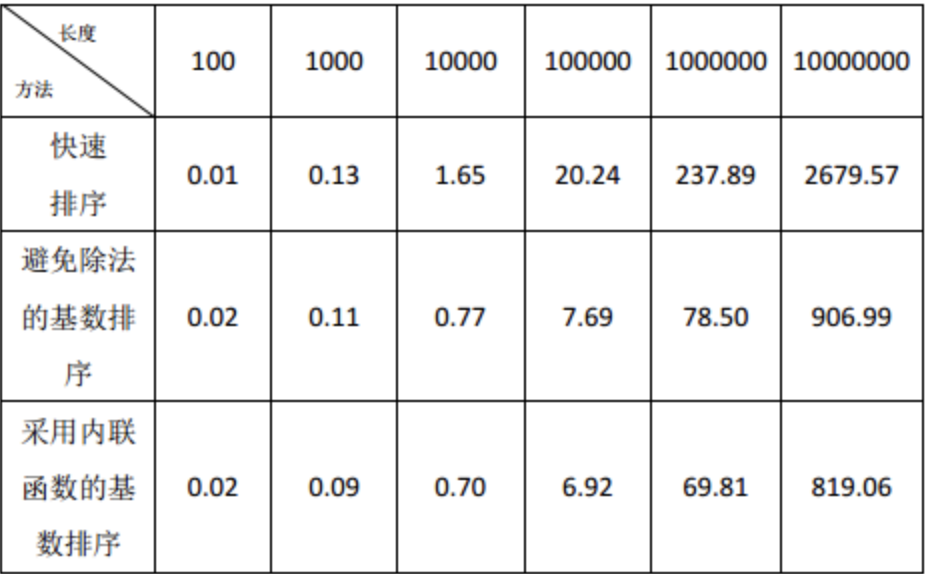 长度
方法
100 1000 10000 100000 1000000 10000000
快速
排序
0.01 0.13 1.65 20.24 237.89 2679.57
避免除法
的基数排
序
0.02 0.11 0.77 7.69 78.50 906.99
采用内联
函数的基
数排序
0.02 0.09 0.70 6.92 69.81 819.06